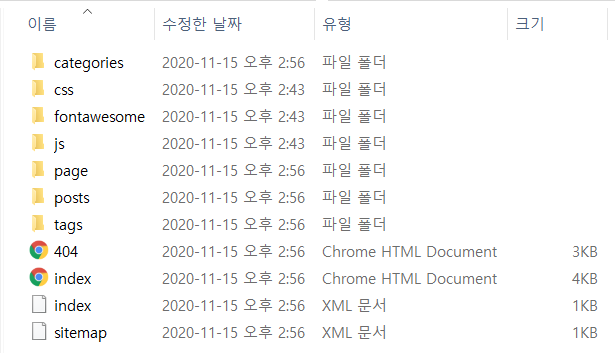 이름 수정한 날짜 유형 크기
categories 2020-11-15 오후 2:56 파일 폴더
css 2020-11-15 오후 2:43 파일 폴더
fontawesome 2020-11-15 오후 2:43 파일 폴더
js 2020-11-15 오후 2:43 파일 폴더
page 2020-11-15 오후 2:56 파일 폴더
posts 2020-11-15 오후 2:56 파일 폴더
tags 2020-11-15 오후 2:56 파일 폴더
404 2020-11-15 오후 2:56 Chrome HTML Document 3KB
index 2020-11-15 오후 2:56 Chrome HTML Document 4KB
index 2020-11-15 오후 2:56 XML 문서 1KB
sitemap 2020-11-15 오후 2:56 XML 문서 1KB